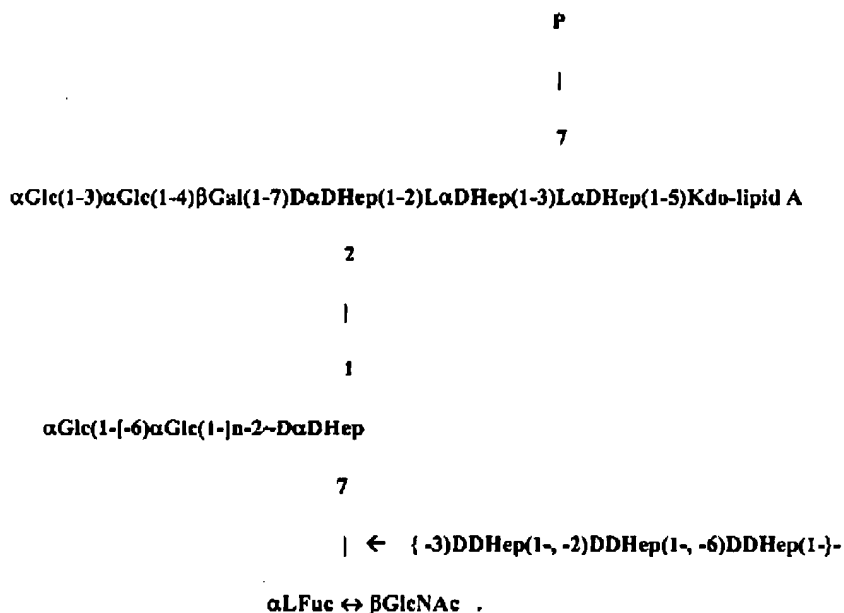 P
|
7
αGlc(1-3)αGlc(1-4)βGal(1-7)DαDHep(1-2)LαDHep(1-3)LαDHep(1-5)Kdo-lipid A
2
|
1
αGlc(1-[-6)αGlc(1-]n-2~DαDHep
7
| ← { -3)DDHep(1-, -2)DDHep(1-, -6)DDHep(1-}-
αLFuc ↔ βGlcNAc .